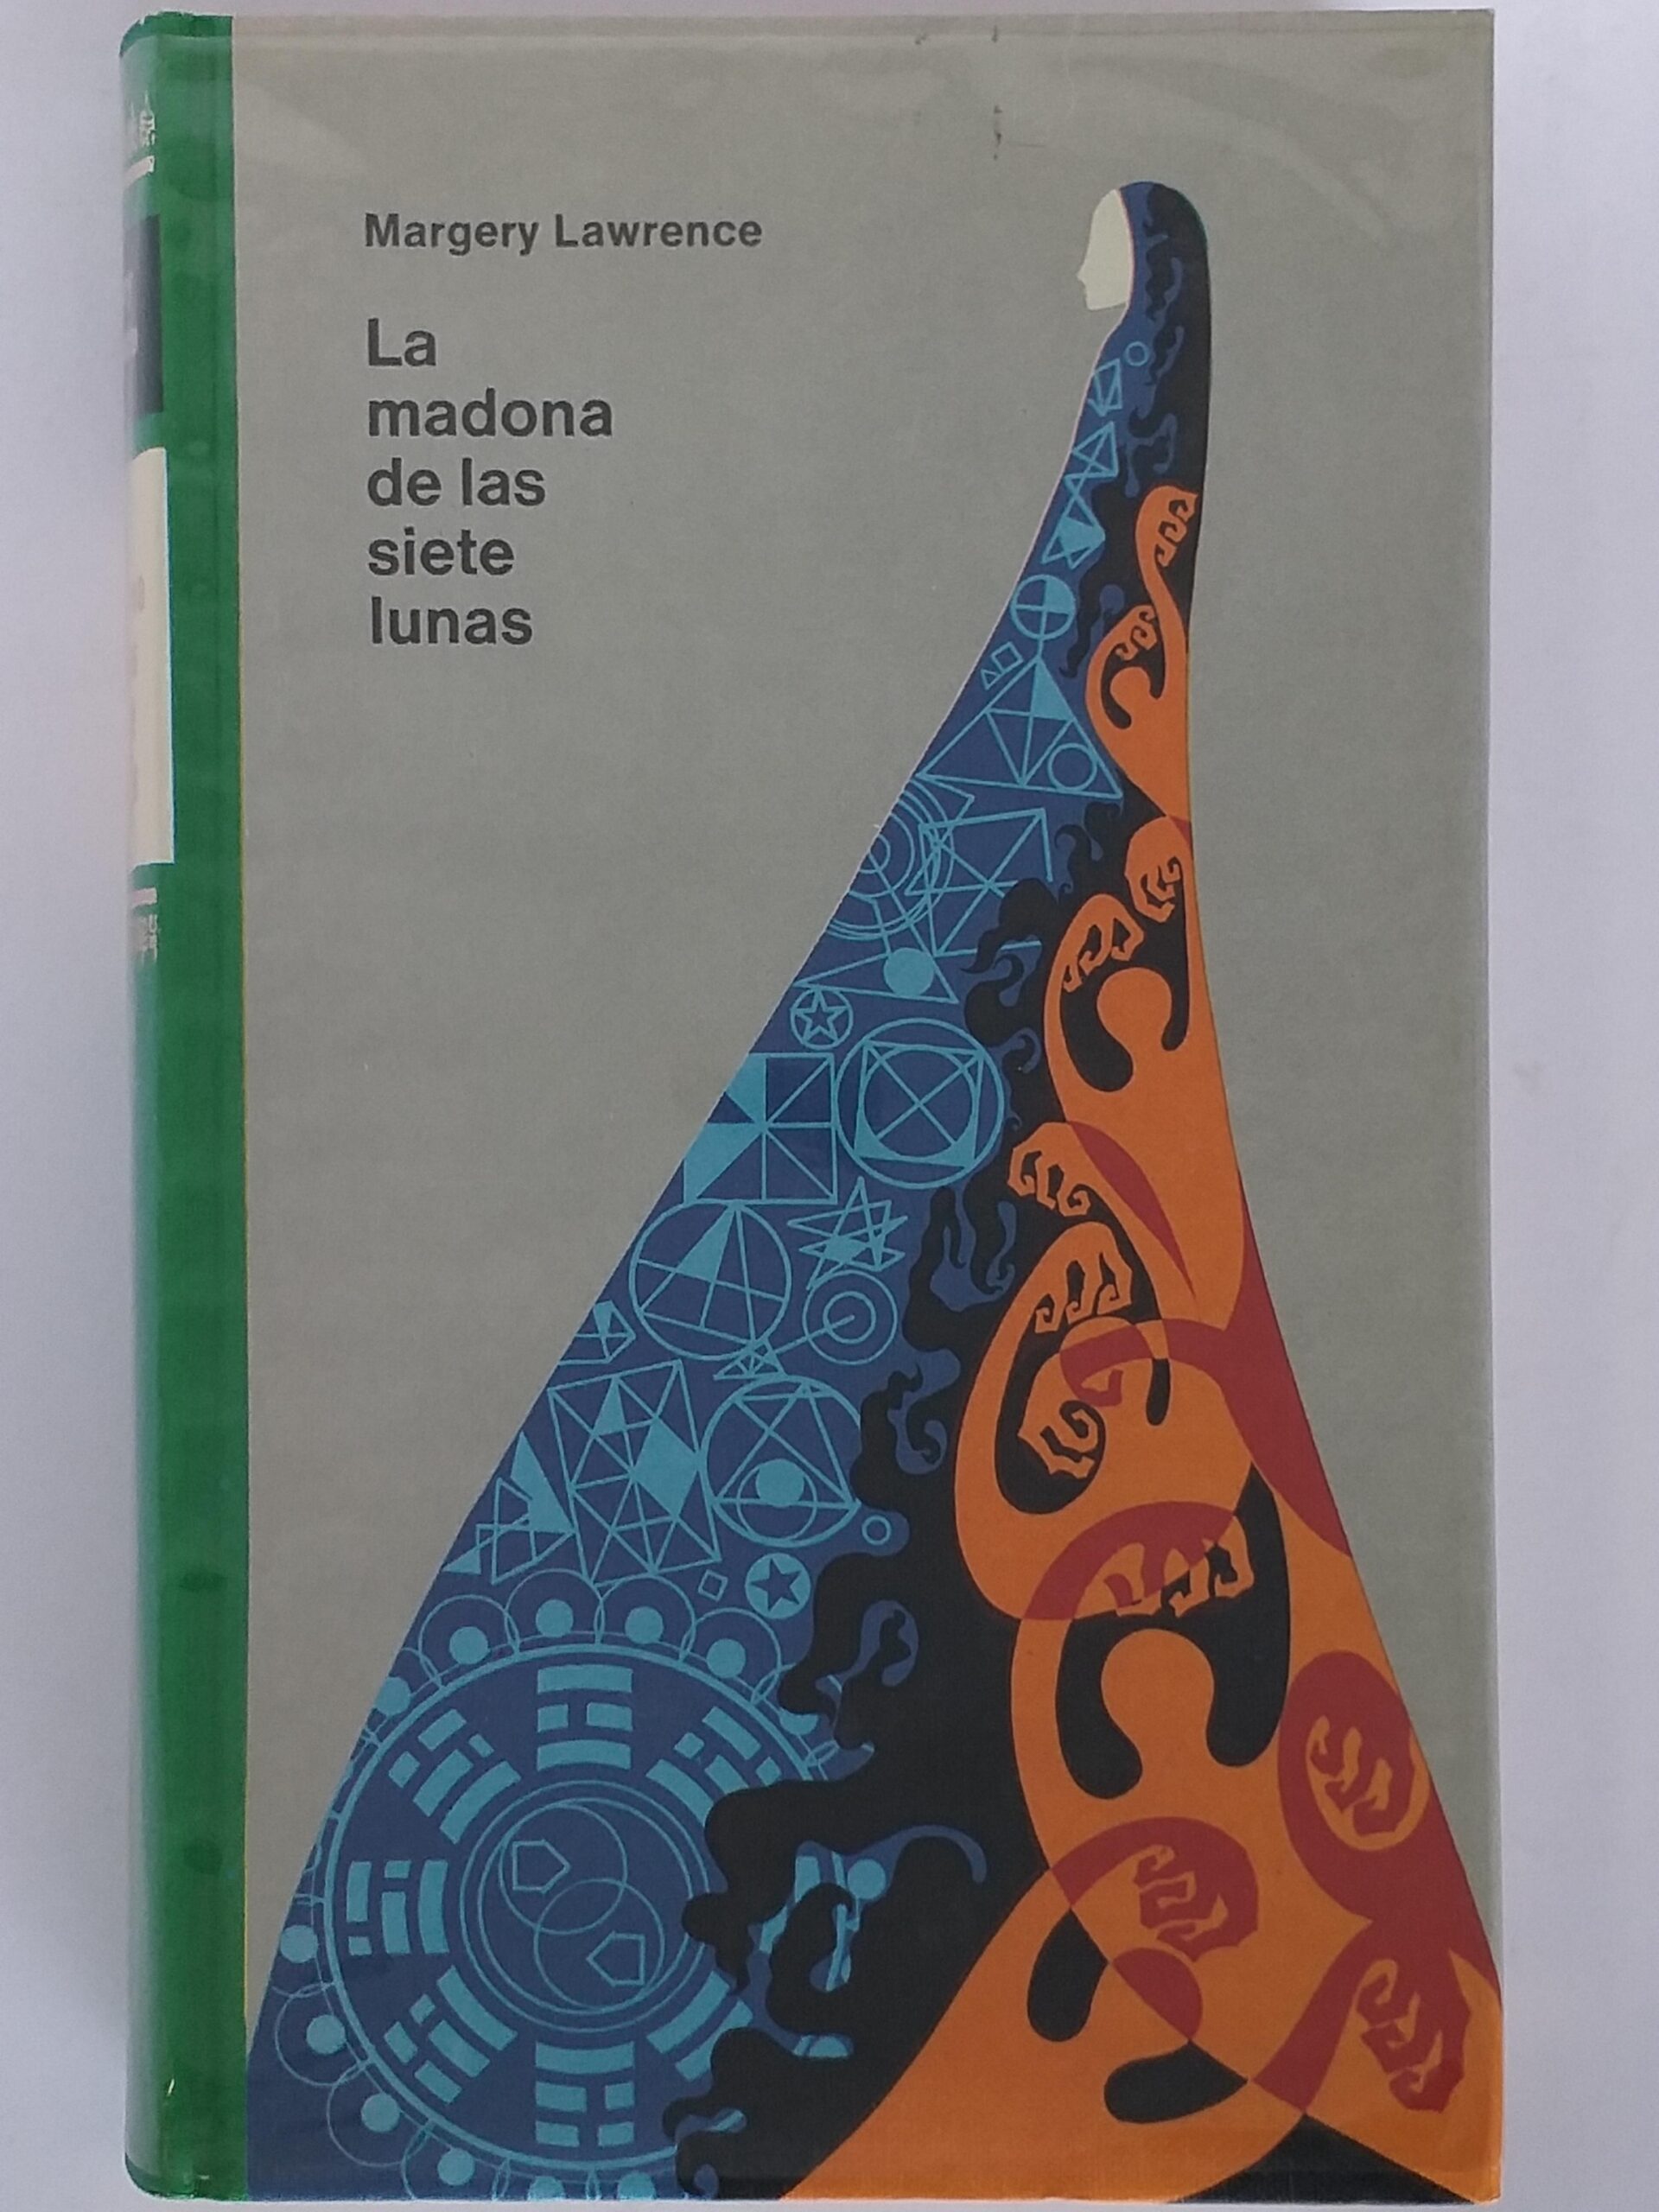 Margery Lawrence
La
madona
de las
siete
lunas